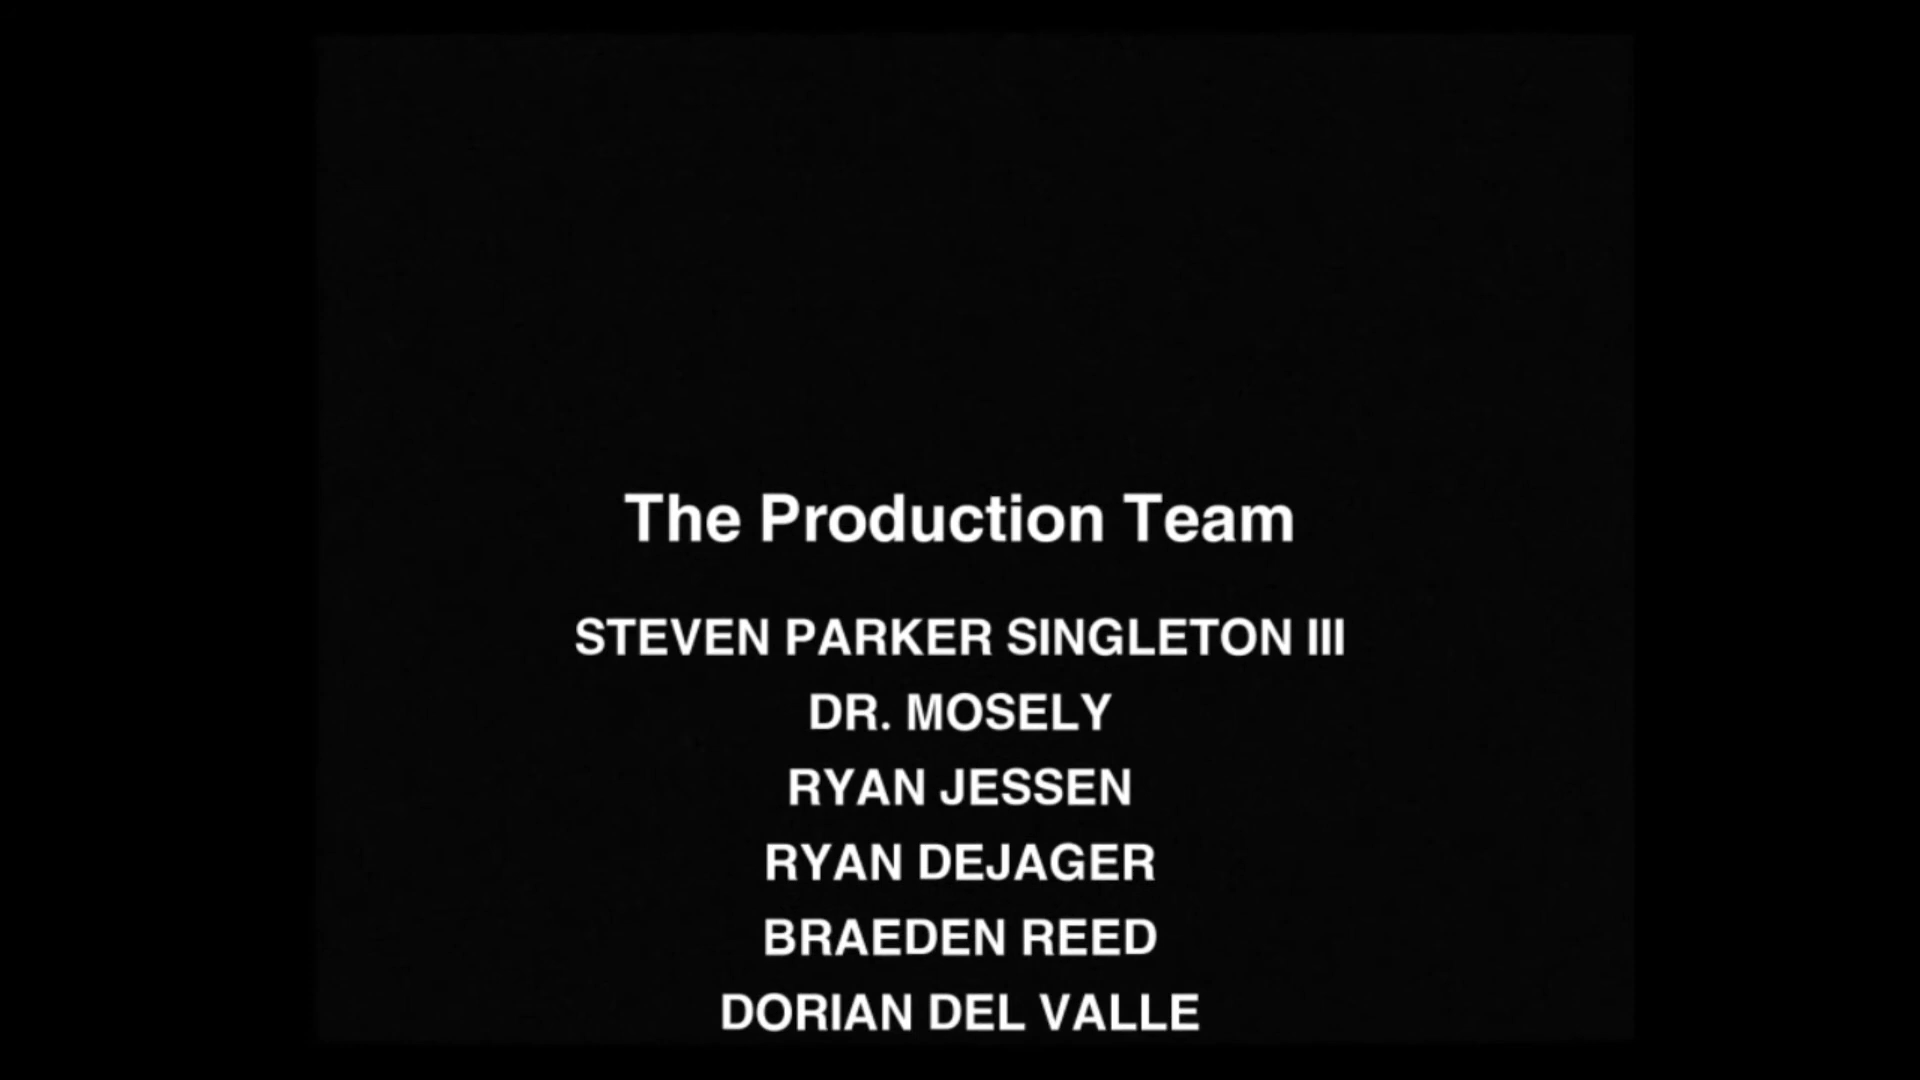 The Production Team
STEVEN PARKER SINGLETON III
DR. MOSELY
RYAN JESSEN
RYAN DEJAGER
BRAEDEN REED
DORIAN DEL VALLE